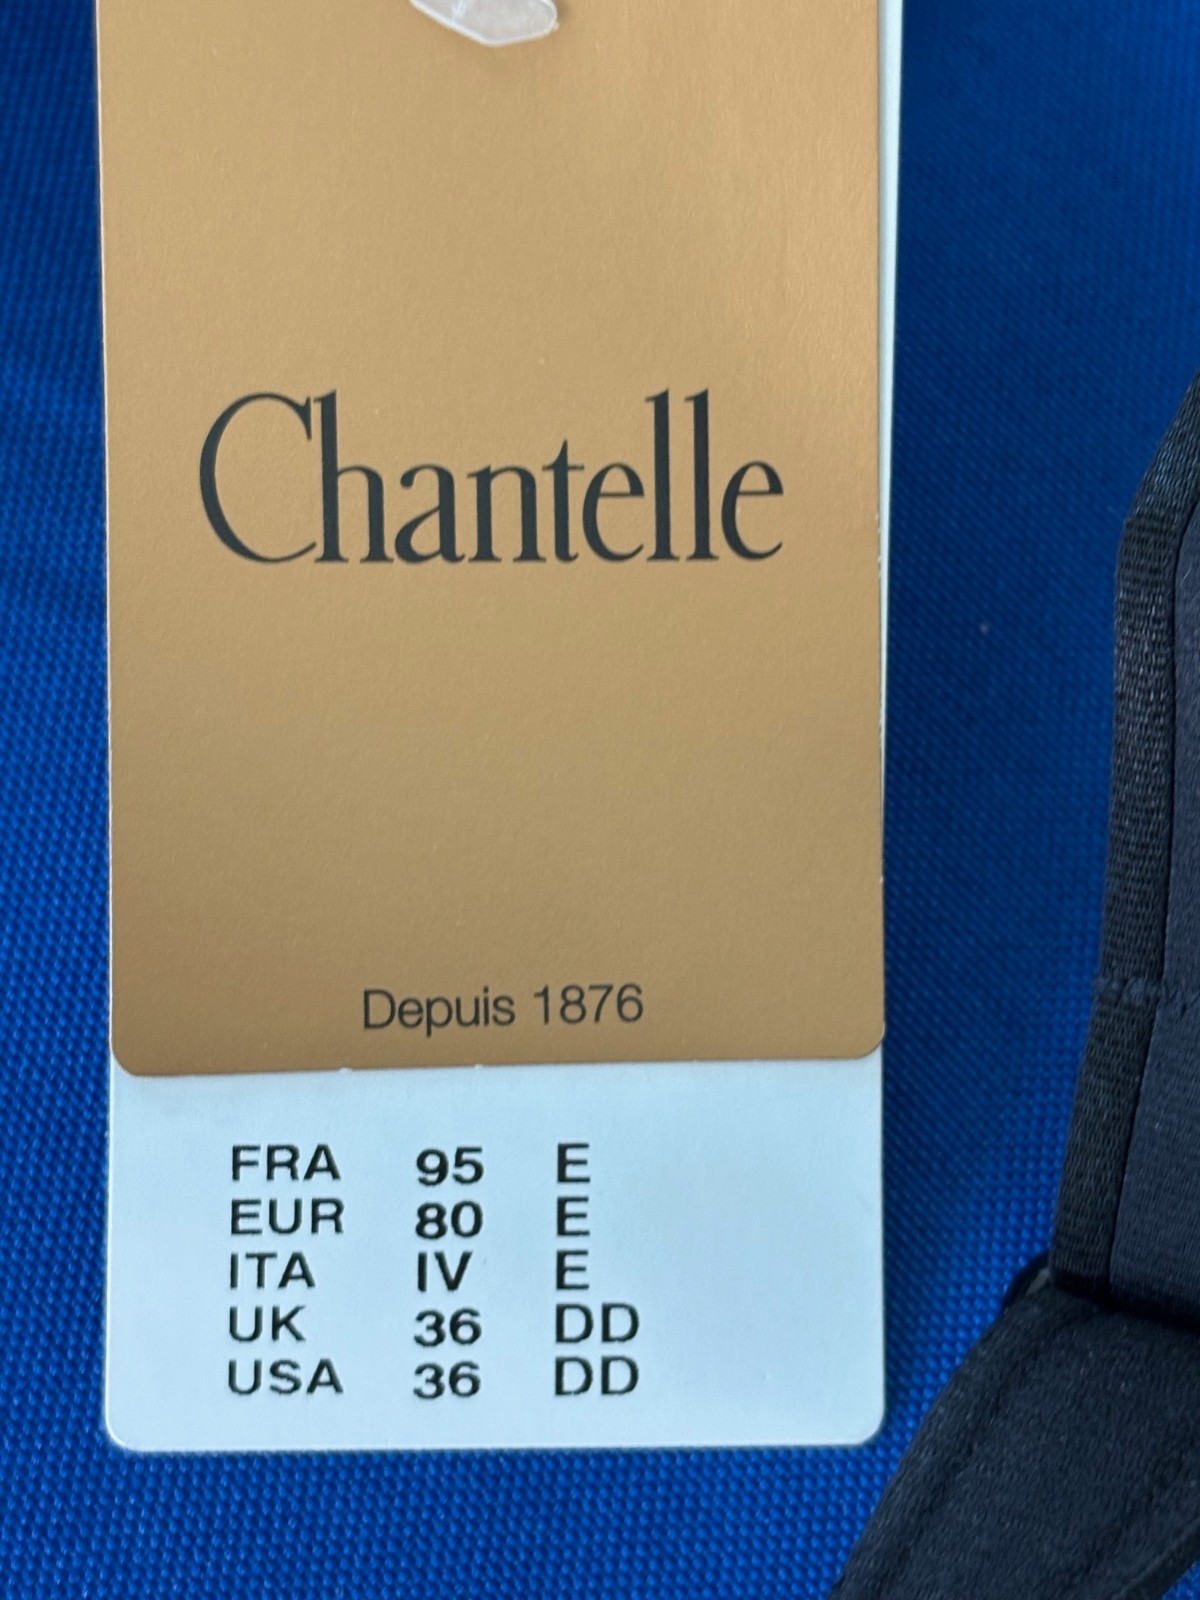 Chantelle
Depuis 1876
FRA 95 E
EUR 80 E
ITA IV E
UK 36 DD
USA 36 DD